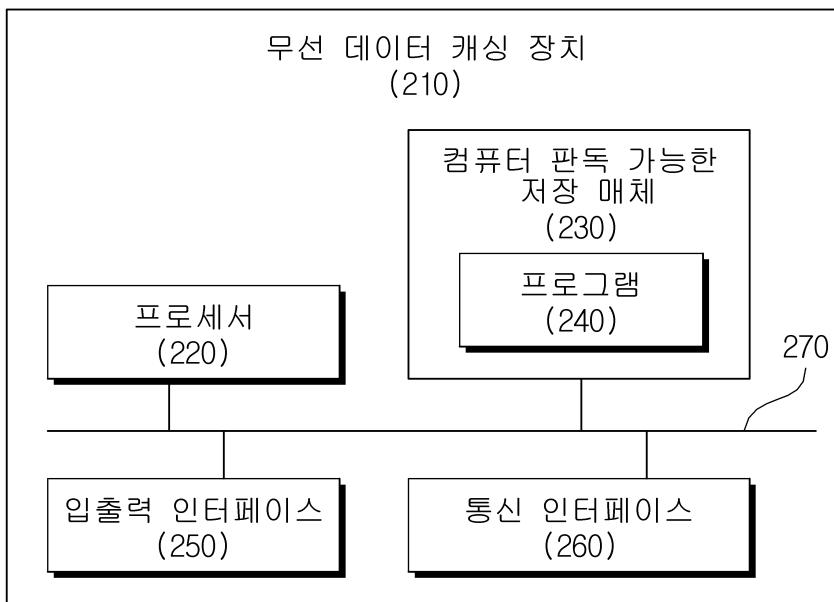 무선 데이터 캐싱 장치
(210)
컴퓨터 판독 가능한
저장 매체
(230)
프로그램
(240)
프로세서
(220)
270
입출력 인터페이스
(250)
통신 인터페이스
(260)